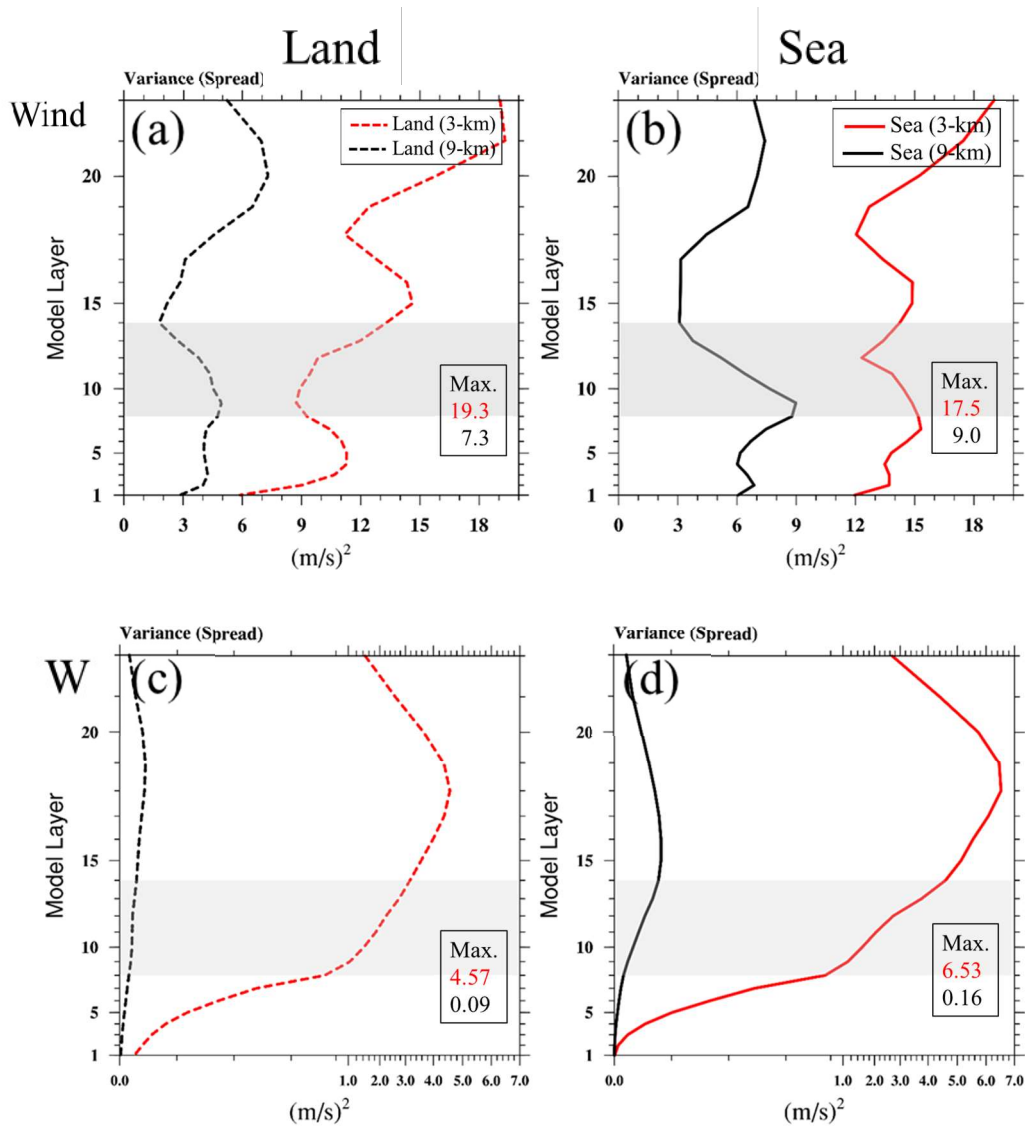 Land
Sea
Wind
Variance (Spread)
(a)
Land (3-km)
Land (9-km)
Model Layer
20
15
10
5
1
Max.
19.3
7.3
0 3 6 9 12 15 18
(m/s)2
Variance (Spread)
(b)
Sea (3-km)
Sea (9-km)
Model Layer
20
15
10
5
1
Max.
17.5
9.0
0 3 6 9 12 15 18
(m/s)2
W
Variance (Spread)
(c)
Model Layer
20
15
10
5
1
Max.
4.57
0.09
0.0 1.0 2.0 3.0 4.0 5.0 6.0 7.0
(m/s)2
Variance (Spread)
(d)
Model Layer
20
15
10
5
1
Max.
6.53
0.16
0.0 1.0 2.0 3.0 4.0 5.0 6.0 7.0
(m/s)2